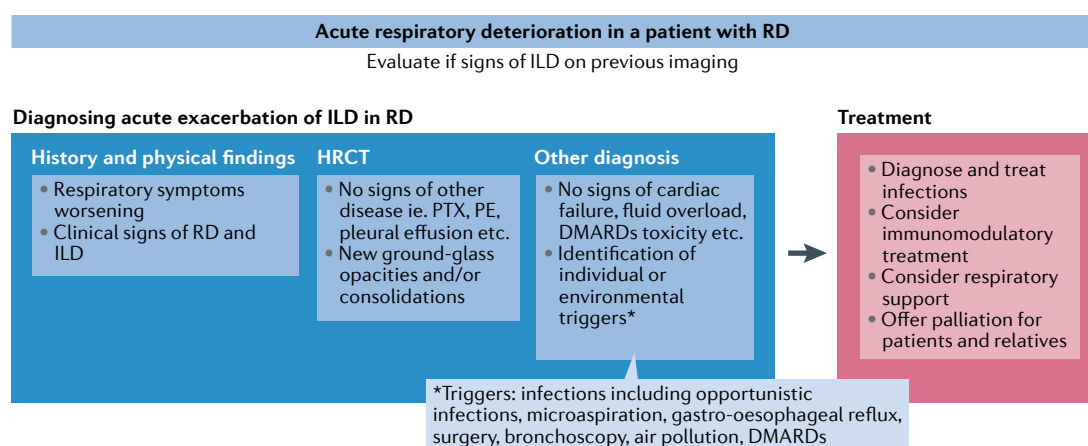 Acute respiratory deterioration in a patient with RD
Evaluate if signs of ILD on previous imaging
Diagnosing acute exacerbation of ILD in RD
History and physical findings
• Respiratory symptoms
worsening
• Clinical signs of RD and
ILD
HRCT
• No signs of other
disease ie. PTX, PE,
pleural effusion etc.
• New ground-glass
opacities and/or
consolidations
Other diagnosis
• No signs of cardiac
failure, fluid overload,
DMARDs toxicity etc.
• Identification of
individual or
environmental
triggers*
*Triggers: infections including opportunistic
infections, microaspiration, gastro-oesophageal reflux,
surgery, bronchoscopy, air pollution, DMARDs
Treatment
• Diagnose and treat
infections
• Consider
immunomodulatory
treatment
• Consider respiratory
support
• Offer palliation for
patients and relatives